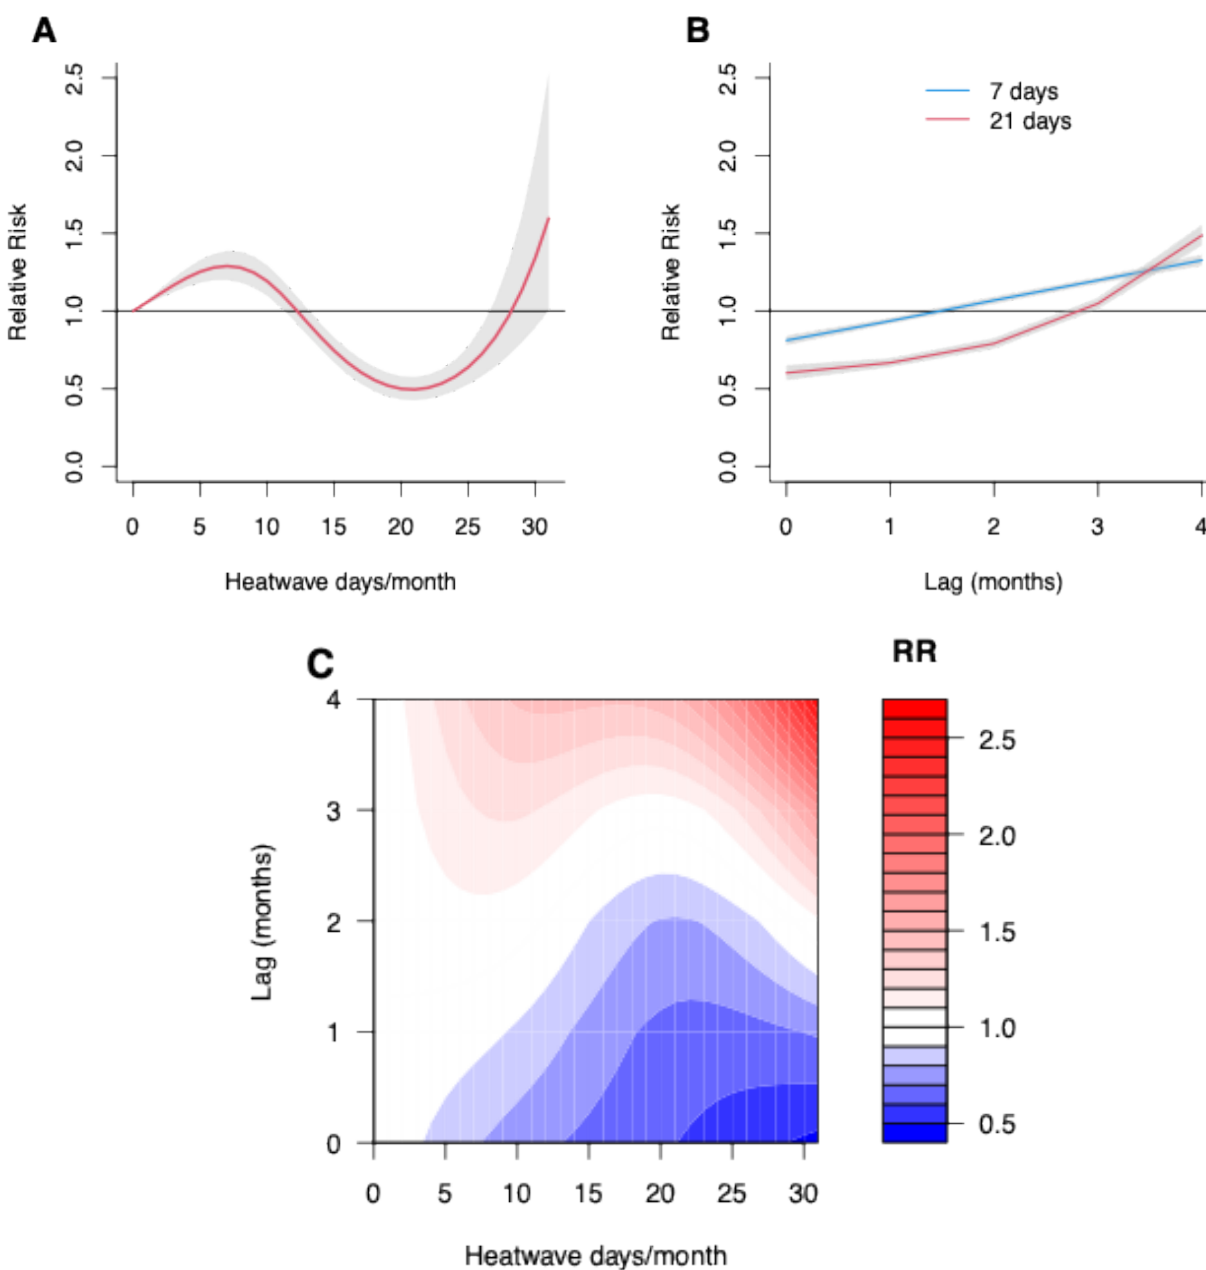 A
2.5
2.0
1.5
1.0
0.5
0.0
Relative Risk
0 5 10 15 20 25 30
Heatwave days/month
B
7 days
21 days
2.5
2.0
1.5
1.0
0.5
0.0
Relative Risk
0 1 2 3 4
Lag (months)
C
4
3
2
1
0
Lag (months)
0 5 10 15 20 25 30
Heatwave days/month
RR
2.5
2.0
1.5
1.0
0.5